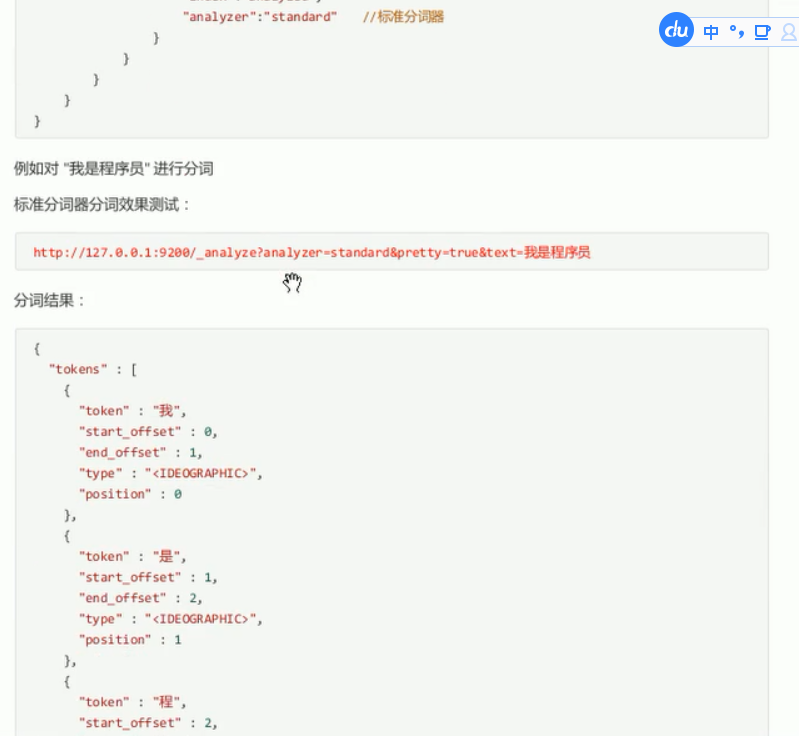 "analyzer":"standard"    //标准分词器
}
}
}
}
}
例如对 "我是程序员" 进行分词
标准分词器分词效果测试：
http://127.0.0.1:9200/_analyze?analyzer=standard&pretty=true&text=我是程序员
分词结果：
{
"tokens" : [
{
"token" : "我",
"start_offset" : 0,
"end_offset" : 1,
"type" : "<IDEOGRAPHIC>",
"position" : 0
},
{
"token" : "是",
"start_offset" : 1,
"end_offset" : 2,
"type" : "<IDEOGRAPHIC>",
"position" : 1
},
{
"token" : "程",
"start_offset" : 2,
du 中 °,